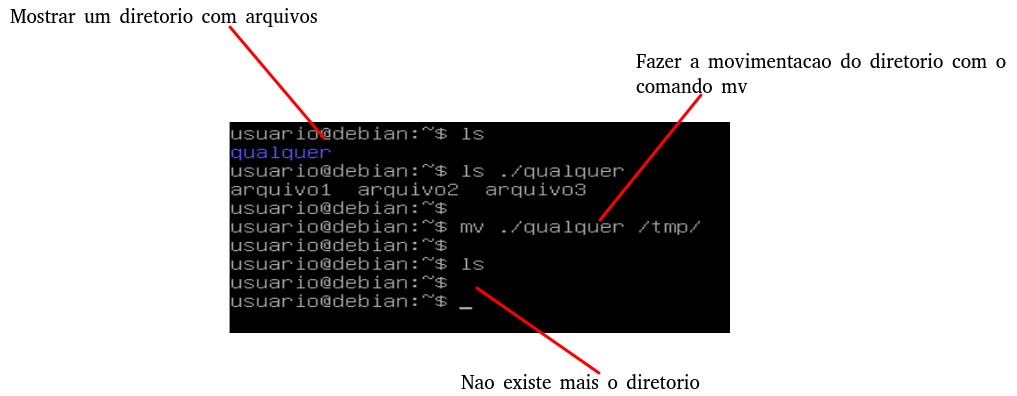 Mostrar um diretorio com arquivos
Fazer a movimentacao do diretorio com o
comando mv
usuario@debian:~$ ls
qualquer
usuario@debian:~$ ls ./qualquer
arquivo1  arquivo2  arquivo3
usuario@debian:~$
usuario@debian:~$ mv ./qualquer /tmp/
usuario@debian:~$
usuario@debian:~$ ls
usuario@debian:~$
usuario@debian:~$ _
Nao existe mais o diretorio